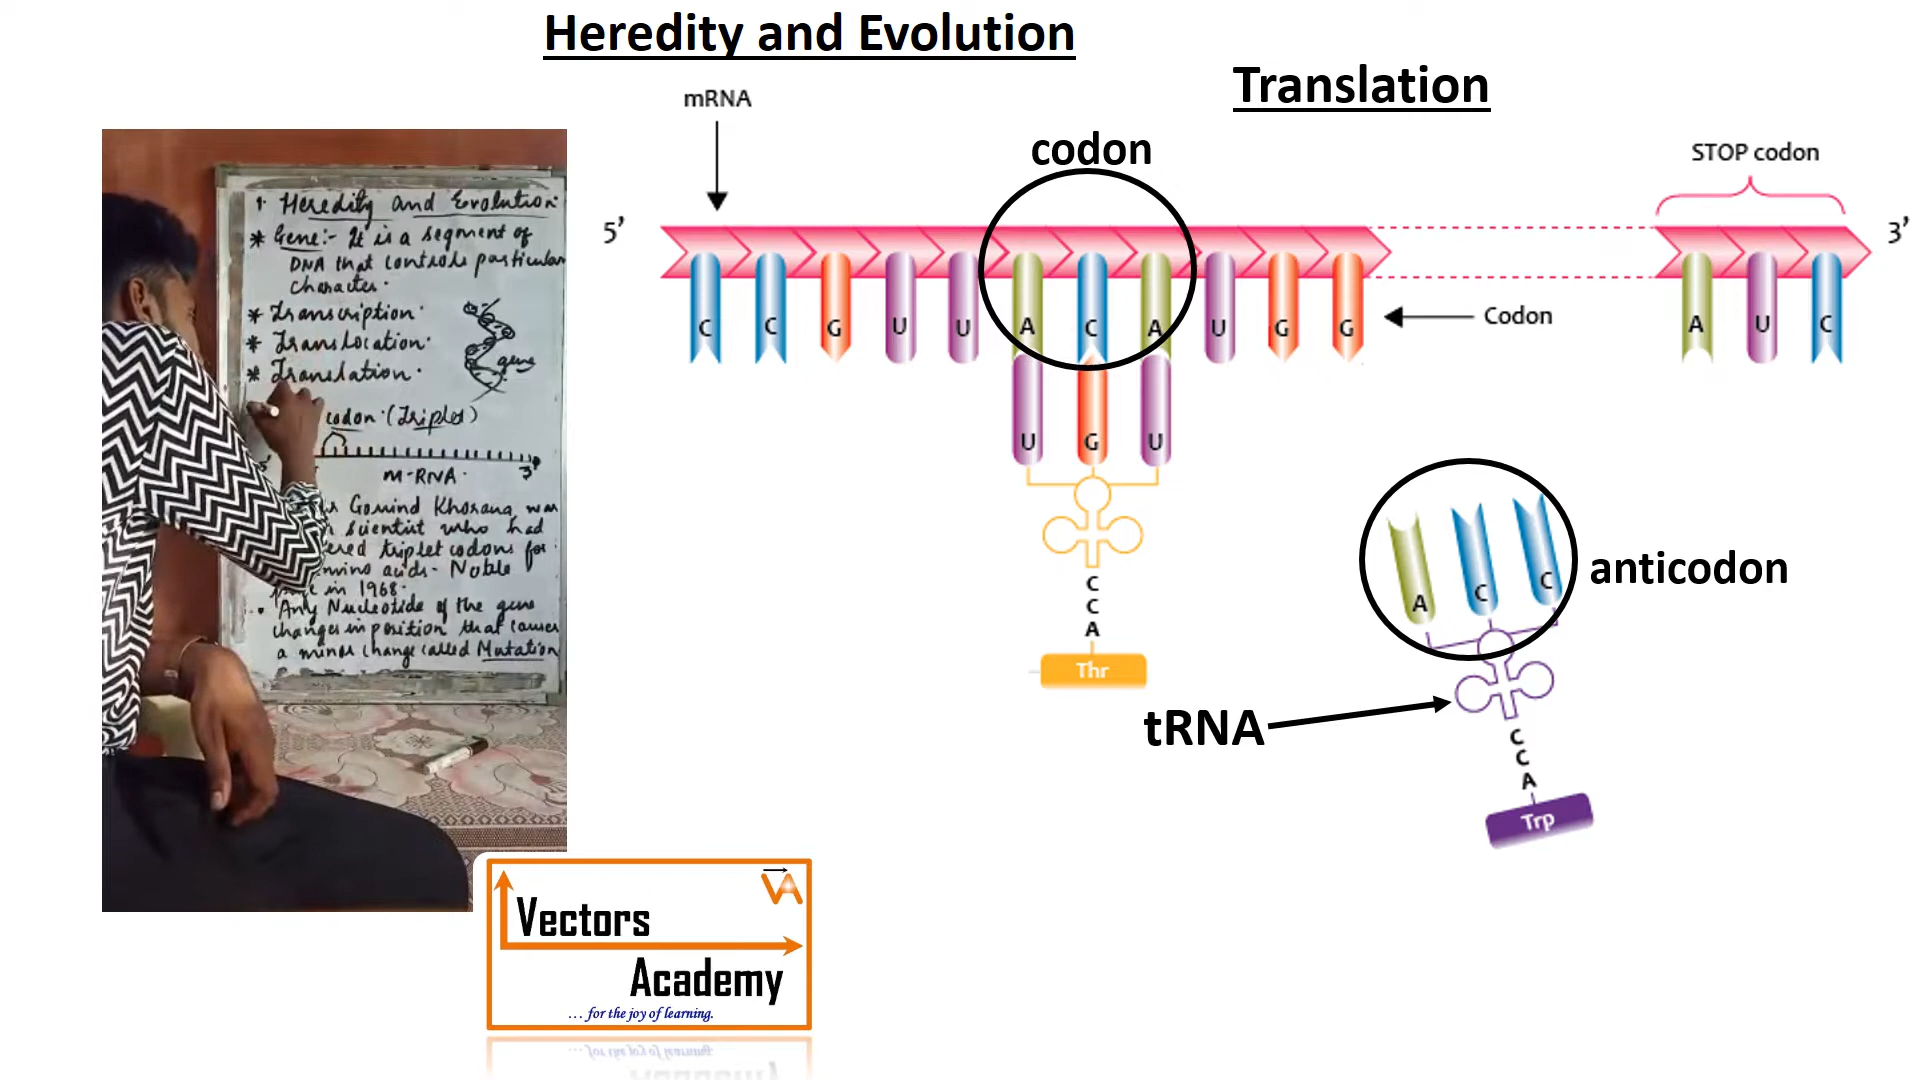 Heredity and Evolution
Translation
mRNA
codon
STOP codon
5’
3’
C C G U U A C A U G G
A U C
Codon
U G U
C
C
A
Thr
A C C
anticodon
tRNA
C
C
A
Trp
1. Heredity and Evolution
* Gene:- It is a segment of
DNA that controls particular
character.
* Transcription.
* Translocation.
* Translation.
gene
codon (Triplet)
3'
m-RNA.
Govind Khorana was
scientist who had
ered triplet codons for
mino acids. Noble
in 1968.
• Any Nucleotide of the gene
changes in position that causes
a minor change called Mutation
VA
Vectors
Academy
... for the joy of learning.